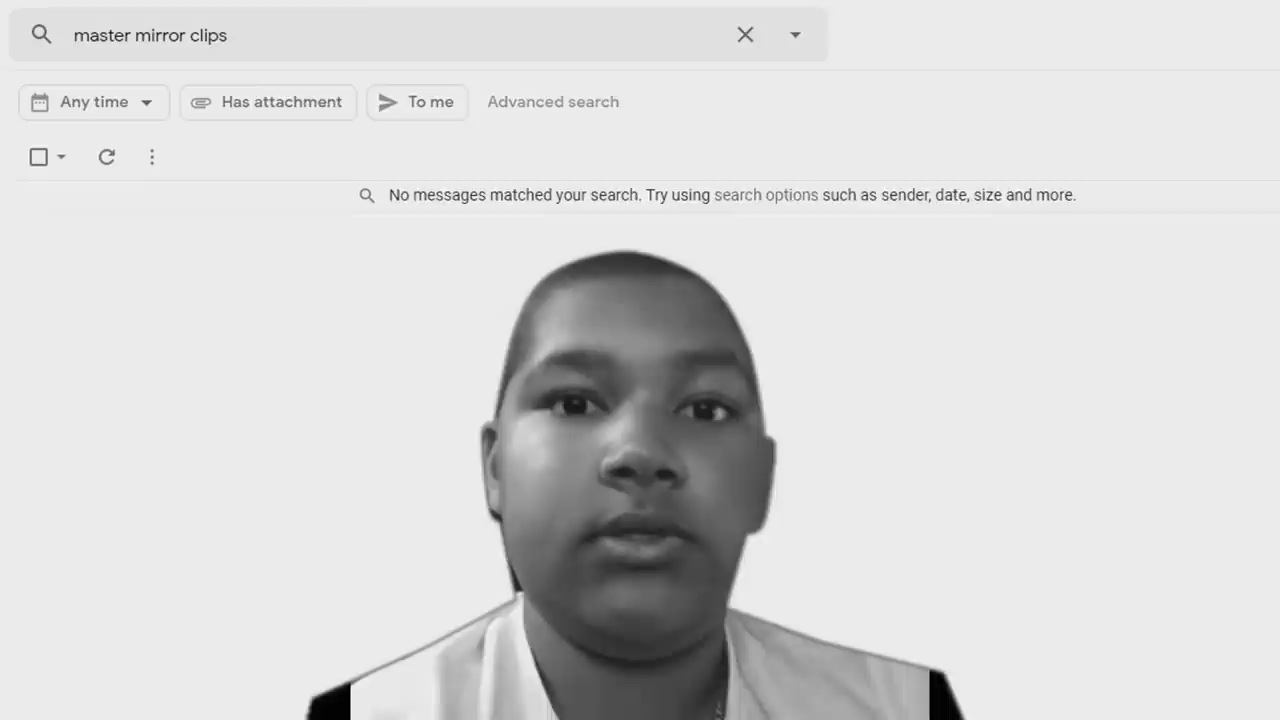 master mirror clips
Any time Has attachment To me Advanced search
No messages matched your search. Try using search options such as sender, date, size and more.